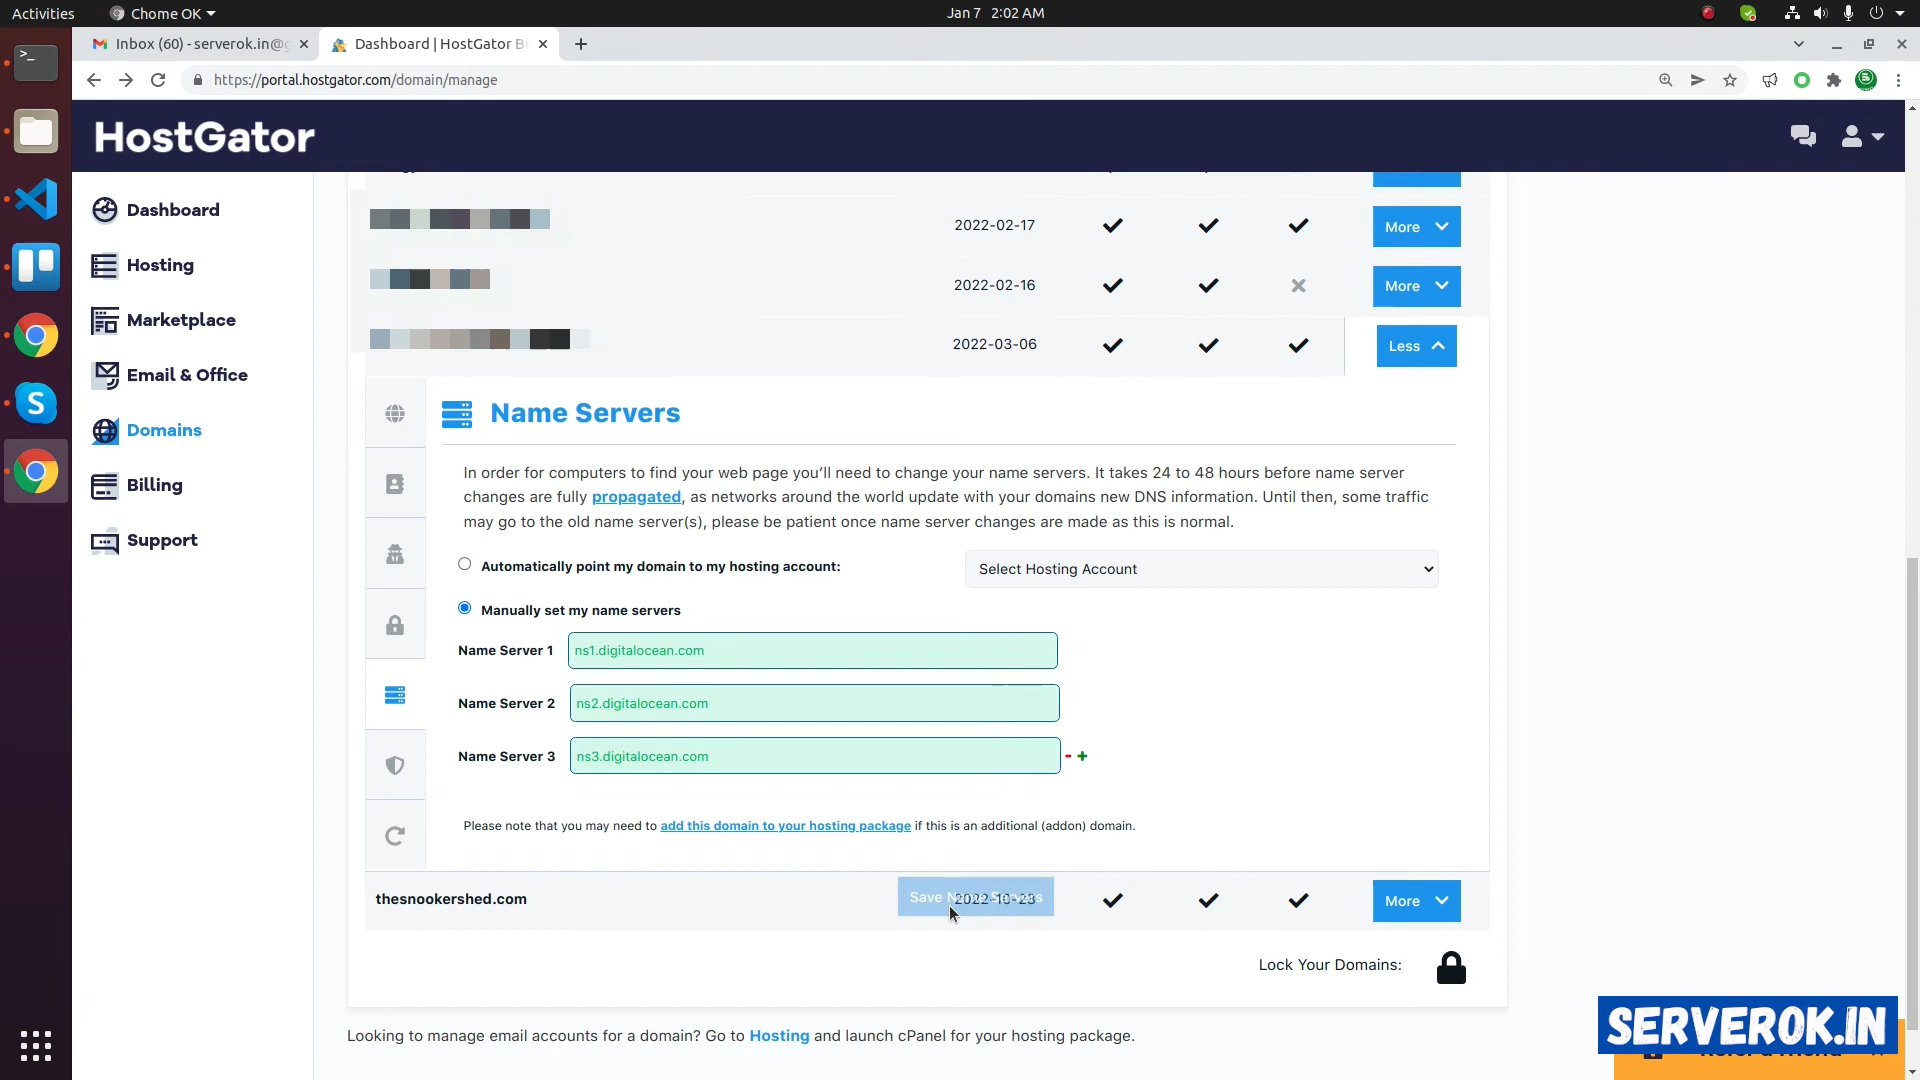 Activities
Chome OK
Jan 7 2:02 AM
Inbox (60) - serverok.in@g
Dashboard | HostGator Bi
https://portal.hostgator.com/domain/manage
HostGator
Dashboard
Hosting
Marketplace
Email & Office
Domains
Billing
Support
2022-02-17
More
2022-02-16
More
2022-03-06
Less
Name Servers
In order for computers to find your web page you'll need to change your name servers. It takes 24 to 48 hours before name server
changes are fully propagated, as networks around the world update with your domains new DNS information. Until then, some traffic
may go to the old name server(s), please be patient once name server changes are made as this is normal.
Automatically point my domain to my hosting account:
Select Hosting Account
Manually set my name servers
Name Server 1
ns1.digitalocean.com
Name Server 2
ns2.digitalocean.com
Name Server 3
ns3.digitalocean.com
- +
Please note that you may need to add this domain to your hosting package if this is an additional (addon) domain.
thesnookershed.com
Save Name Servers
2022-10-28
More
Lock Your Domains:
Looking to manage email accounts for a domain? Go to Hosting and launch cPanel for your hosting package.
SERVEROK.IN
Refer a Friend